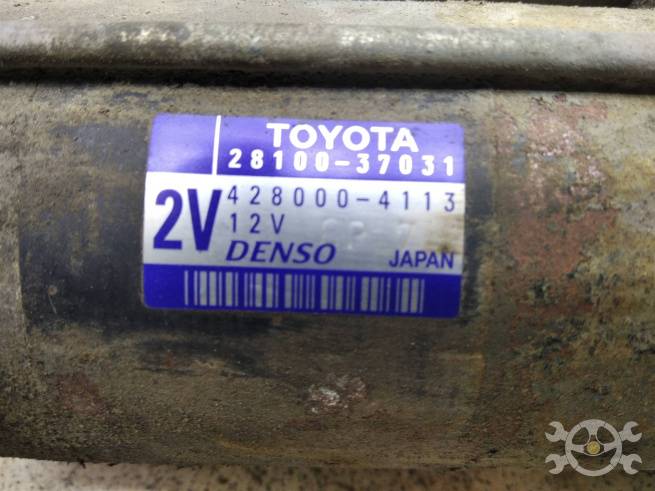 TOYOTA
28100-37031
2V
428000-4113
12V
DENSO JAPAN